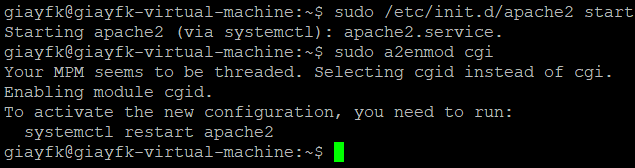 giayfk@giayfk-virtual-machine:~$ sudo /etc/init.d/apache2 start
Starting apache2 (via systemctl): apache2.service.
giayfk@giayfk-virtual-machine:~$ sudo a2enmod cgi
Your MPM seems to be threaded. Selecting cgid instead of cgi.
Enabling module cgid.
To activate the new configuration, you need to run:
  systemctl restart apache2
giayfk@giayfk-virtual-machine:~$